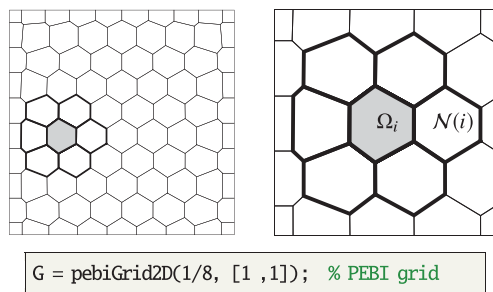 Ωᵢ 𝒩(i)
G = pebiGrid2D(1/8, [1 ,1]); % PEBI grid